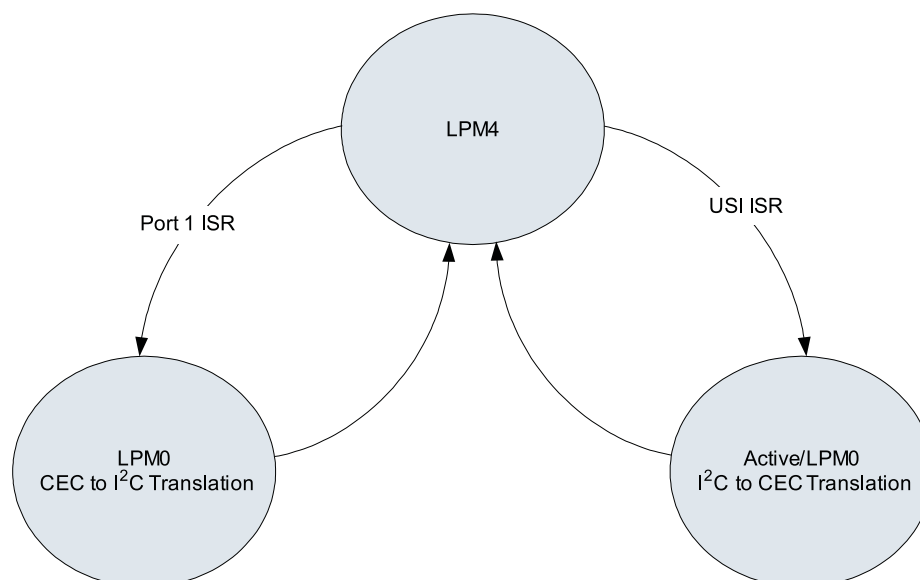 LPM4
Port 1 ISR
USI ISR
LPM0
CEC to I²C Translation
Active/LPM0
I²C to CEC Translation